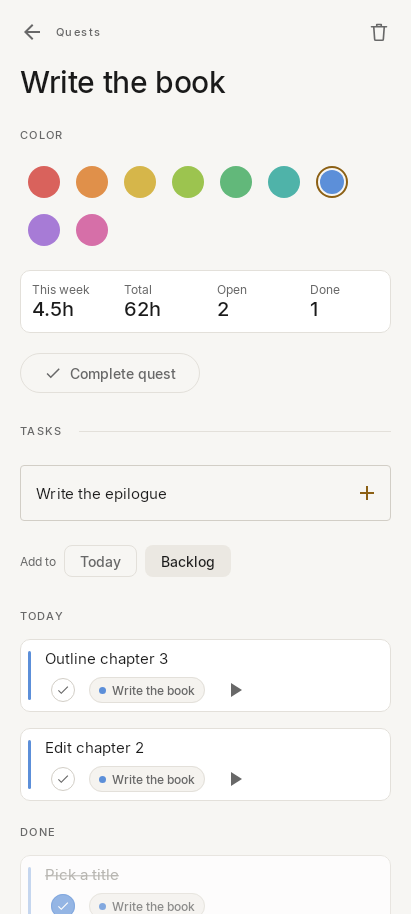 Quests
Write the book
COLOR
This week Total Open Done
4.5h 62h 2 1
Complete quest
TASKS
Write the epilogue
Add to Today Backlog
TODAY
Outline chapter 3
Write the book
Edit chapter 2
Write the book
DONE
Pick a title
Write the book